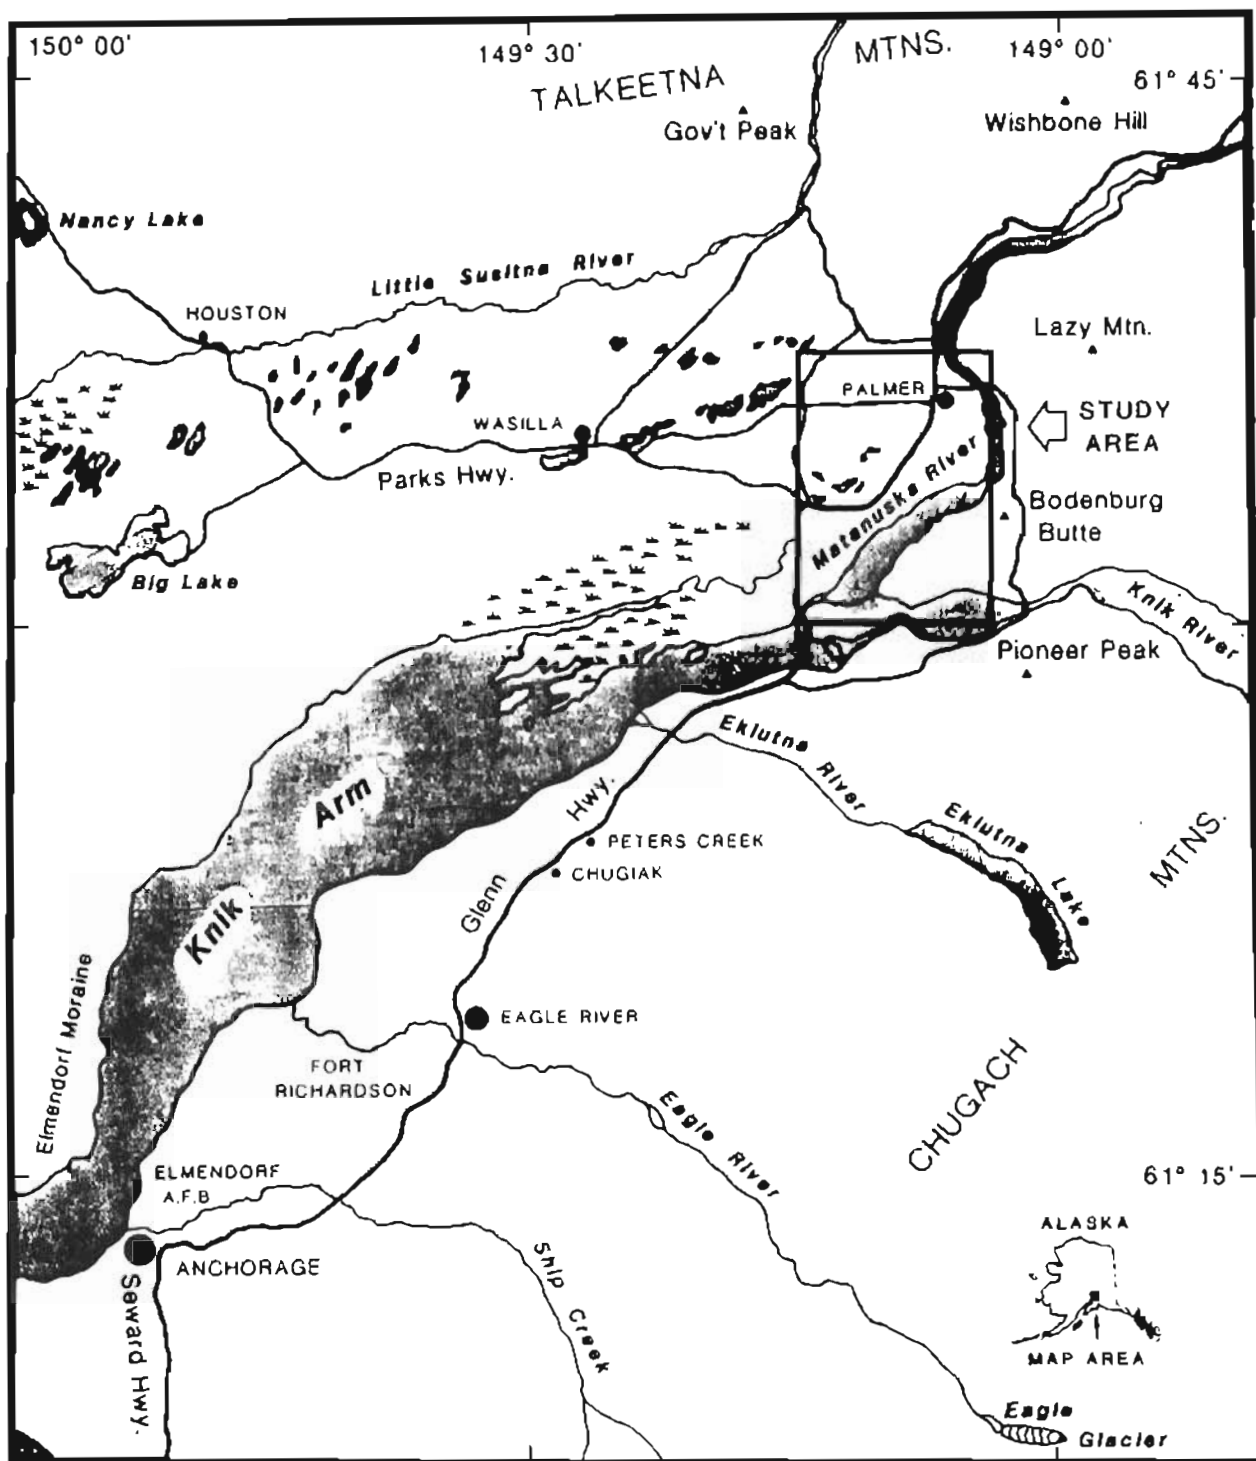 150° 00'
149° 30'
149° 00'
61° 45'
TALKEETNA
MTNS.
Gov't Peak
Wishbone Hill
Nancy Lake
Little Susitna River
HOUSTON
Lazy Mtn.
PALMER
STUDY
AREA
WASILLA
Parks Hwy.
Matanuska River
Bodenburg
Butte
Big Lake
Knik River
Pioneer Peak
Eklutna River
Knik Arm
Glenn Hwy.
PETERS CREEK
CHUGIAK
Eklutna Lake
CHUGACH MTNS.
Elmendorf Moraine
EAGLE RIVER
FORT
RICHARDSON
Eagle River
ELMENDORF
A.F.B
61° 15'
ANCHORAGE
Seward Hwy.
Ship Creek
ALASKA
MAP AREA
Eagle
Glacier